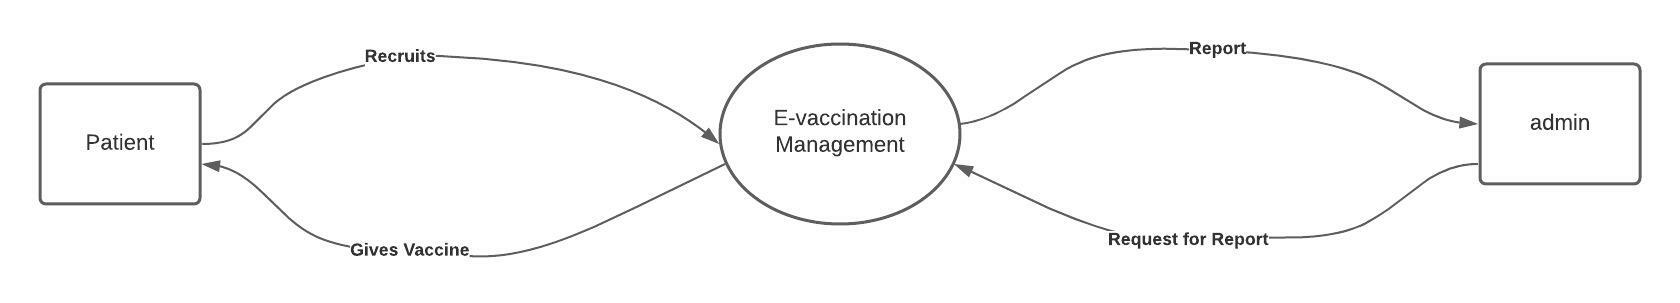 Recruits
Report
Patient
E-vaccination
Management
admin
Gives Vaccine
Request for Report